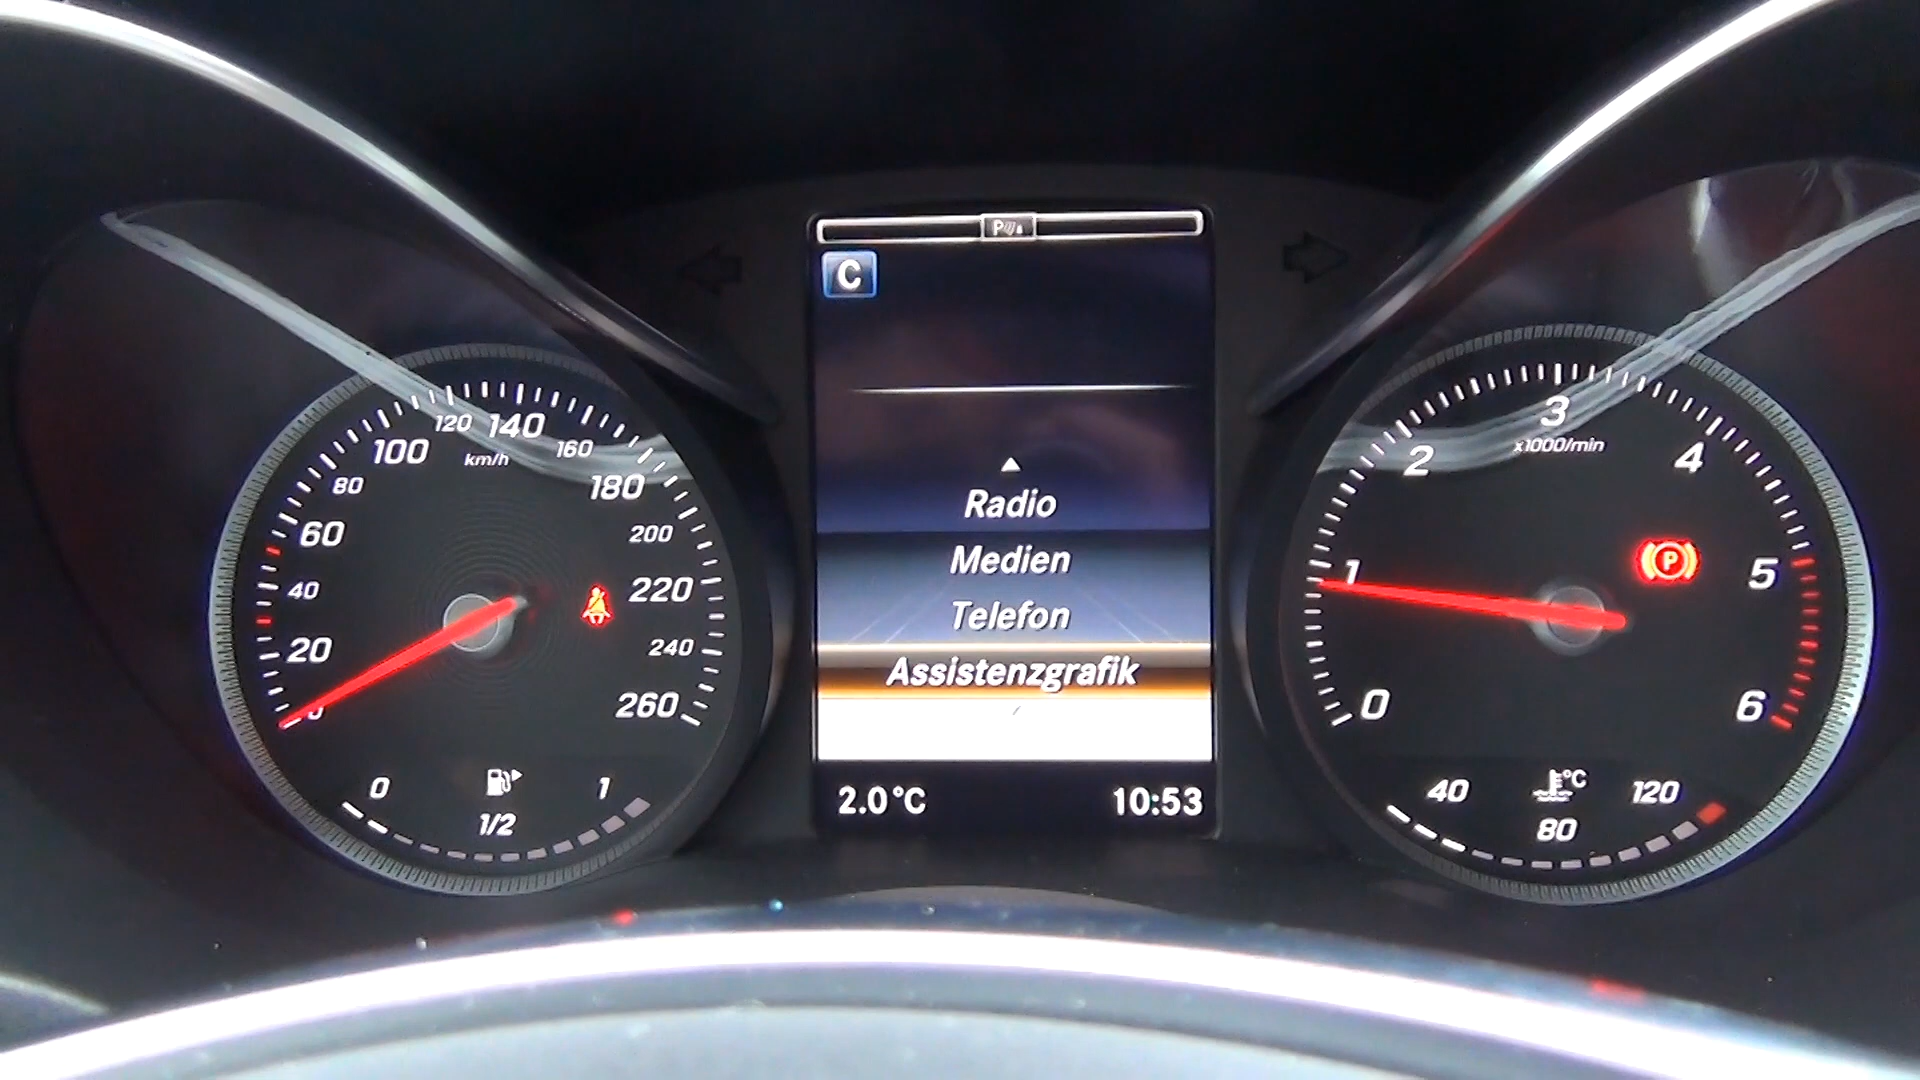 P
C
Radio
Medien
Telefon
Assistenzgrafik
2.0°C
10:53
0
20
40
60
80
100
120
140
160
180
200
220
240
260
km/h
0
1/2
1
0
1
2
3
4
5
6
x1000/min
P
40
80
120
°C